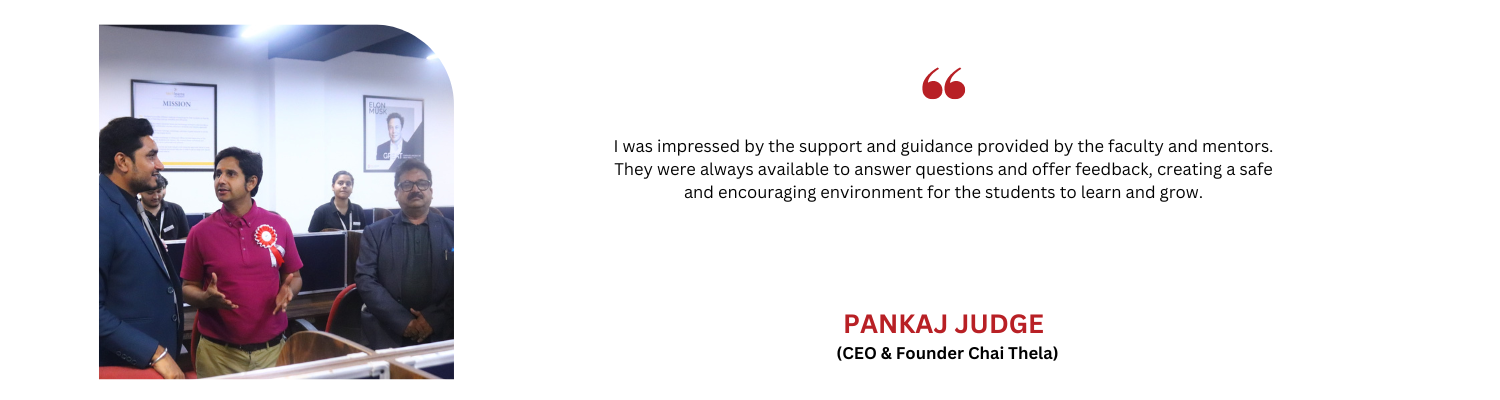 MISSION
ELON
MUSK
GREAT
❝
I was impressed by the support and guidance provided by the faculty and mentors.
They were always available to answer questions and offer feedback, creating a safe
and encouraging environment for the students to learn and grow.
PANKAJ JUDGE
(CEO & Founder Chai Thela)